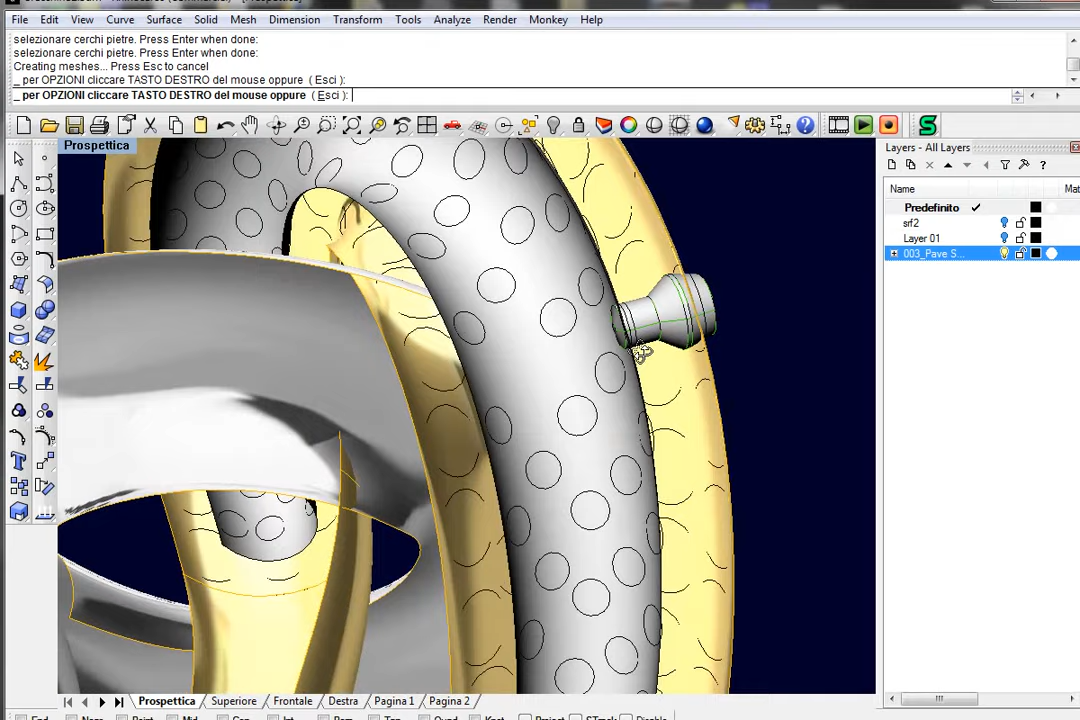 File Edit View Curve Surface Solid Mesh Dimension Transform Tools Analyze Render Monkey Help
selezionare cerchi pietre. Press Enter when done:
selezionare cerchi pietre. Press Enter when done:
Creating meshes... Press Esc to cancel
_ per OPZIONI cliccare TASTO DESTRO del mouse oppure ( Esci ):
_ per OPZIONI cliccare TASTO DESTRO del mouse oppure ( Esci ):
Prospettica
Layers - All Layers
Name Mat
Predefinito
srf2
Layer 01
003_Pave S...
Prospettica Superiore Frontale Destra Pagina 1 Pagina 2